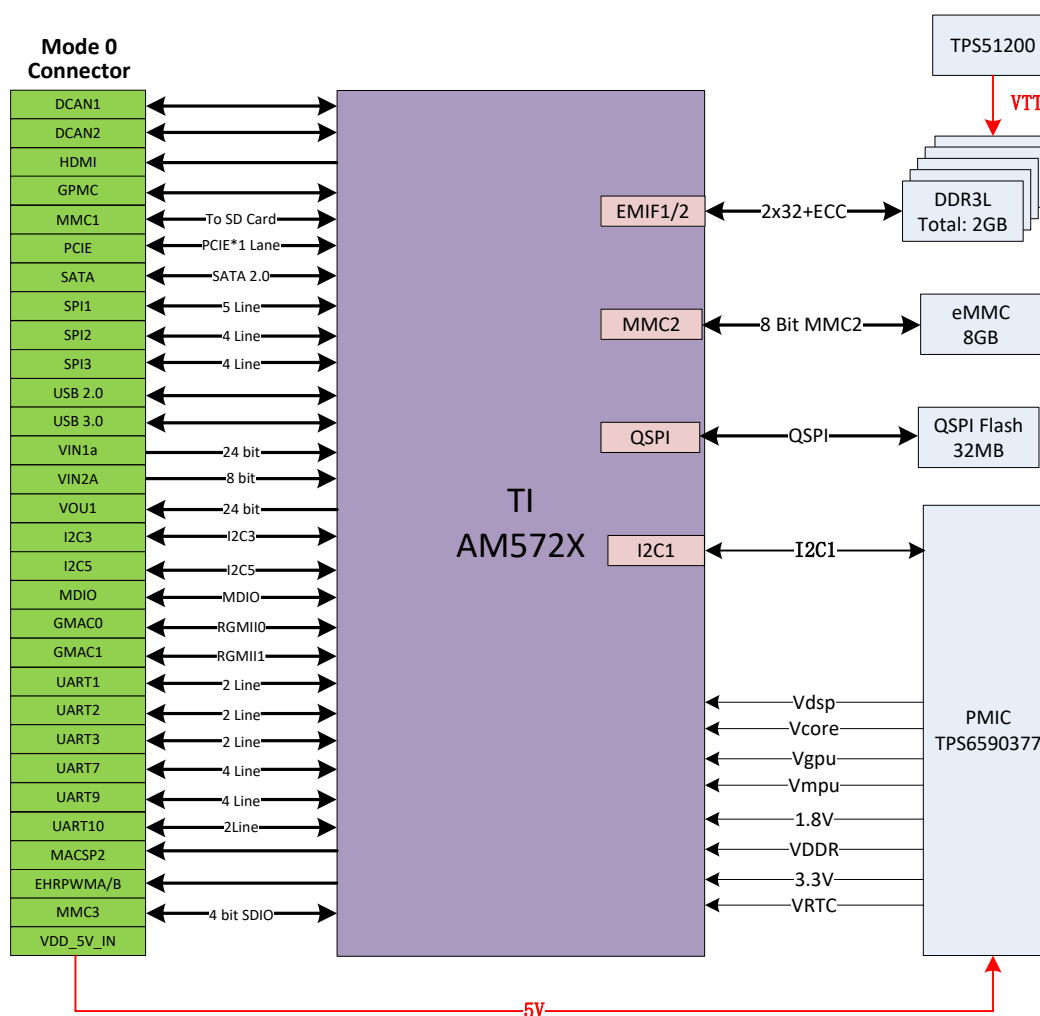 Mode 0
Connector
DCAN1
DCAN2
HDMI
GPMC
MMC1
To SD Card
PCIE
PCIE*1 Lane
SATA
SATA 2.0
SPI1
5 Line
SPI2
4 Line
SPI3
4 Line
USB 2.0
USB 3.0
VIN1a
24 bit
VIN2A
8 bit
VOU1
24 bit
I2C3
I2C3
I2C5
I2C5
MDIO
MDIO
GMAC0
RGMII0
GMAC1
RGMII1
UART1
2 Line
UART2
2 Line
UART3
2 Line
UART7
4 Line
UART9
4 Line
UART10
2Line
MACSP2
EHRPWMA/B
MMC3
4 bit SDIO
VDD_5V_IN
5V
TI
AM572X
EMIF1/2
2x32+ECC
MMC2
8 Bit MMC2
QSPI
QSPI
I2C1
I2C1
Vdsp
Vcore
Vgpu
Vmpu
1.8V
VDDR
3.3V
VRTC
TPS51200
VTT
DDR3L
Total: 2GB
eMMC
8GB
QSPI Flash
32MB
PMIC
TPS6590377